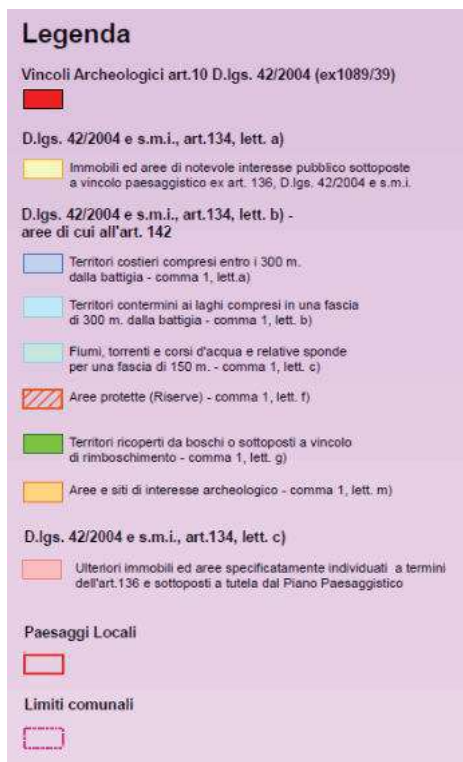 Legenda
Vincoli Archeologici art.10 D.lgs. 42/2004 (ex1089/39)
D.lgs. 42/2004 e s.m.i., art.134, lett. a)
Immobili ed aree di notevole interesse pubblico sottoposte
a vincolo paesaggistico ex art. 136, D.lgs. 42/2004 e s.m.i.
D.lgs. 42/2004 e s.m.i., art.134, lett. b) -
aree di cui all'art. 142
Territori costieri compresi entro i 300 m.
dalla battigia - comma 1, lett.a)
Territori contermini ai laghi compresi in una fascia
di 300 m. dalla battigia - comma 1, lett. b)
Fiumi, torrenti e corsi d'acqua e relative sponde
per una fascia di 150 m. - comma 1, lett. c)
Aree protette (Riserve) - comma 1, lett. f)
Territori ricoperti da boschi o sottoposti a vincolo
di rimboschimento - comma 1, lett. g)
Aree e siti di interesse archeologico - comma 1, lett. m)
D.lgs. 42/2004 e s.m.i., art.134, lett. c)
Ulteriori immobili ed aree specificatamente individuati a termini
dell'art.136 e sottoposti a tutela dal Piano Paesaggistico
Paesaggi Locali
Limiti comunali